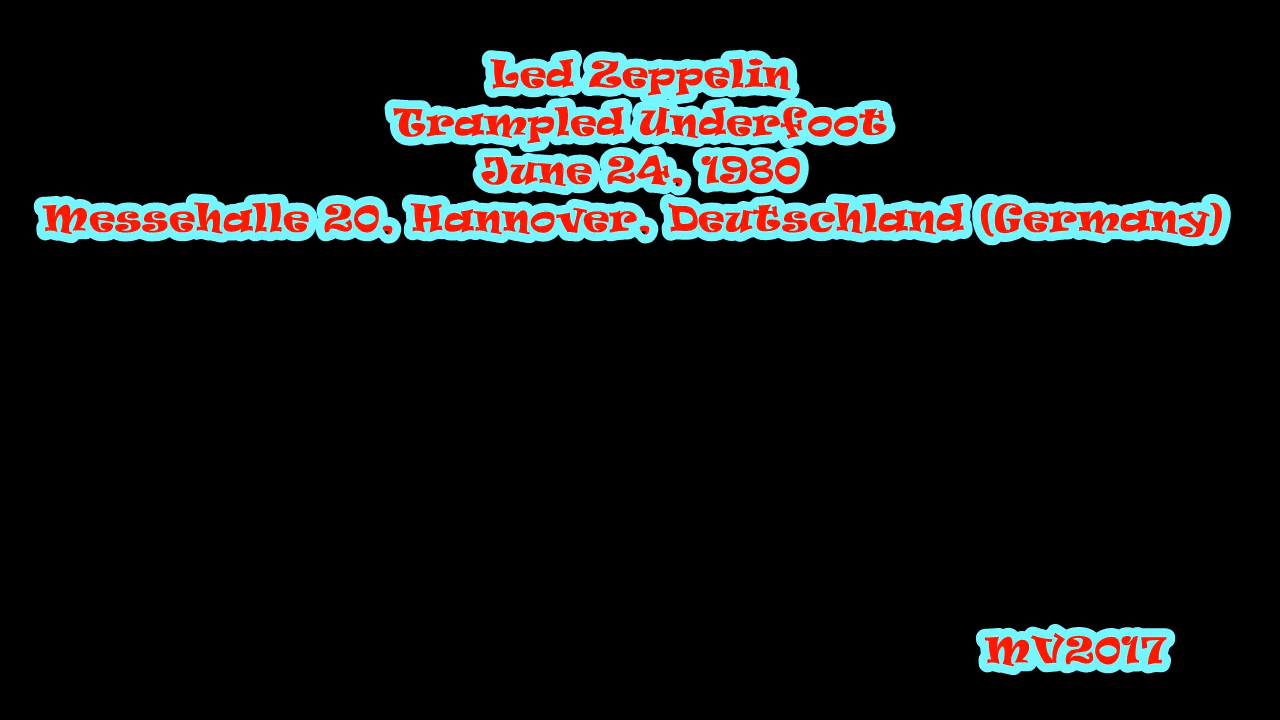 Led Zeppelin
Trampled Underfoot
June 24, 1980
Messehalle 20, Hannover, Deutschland (Germany)
MV2017